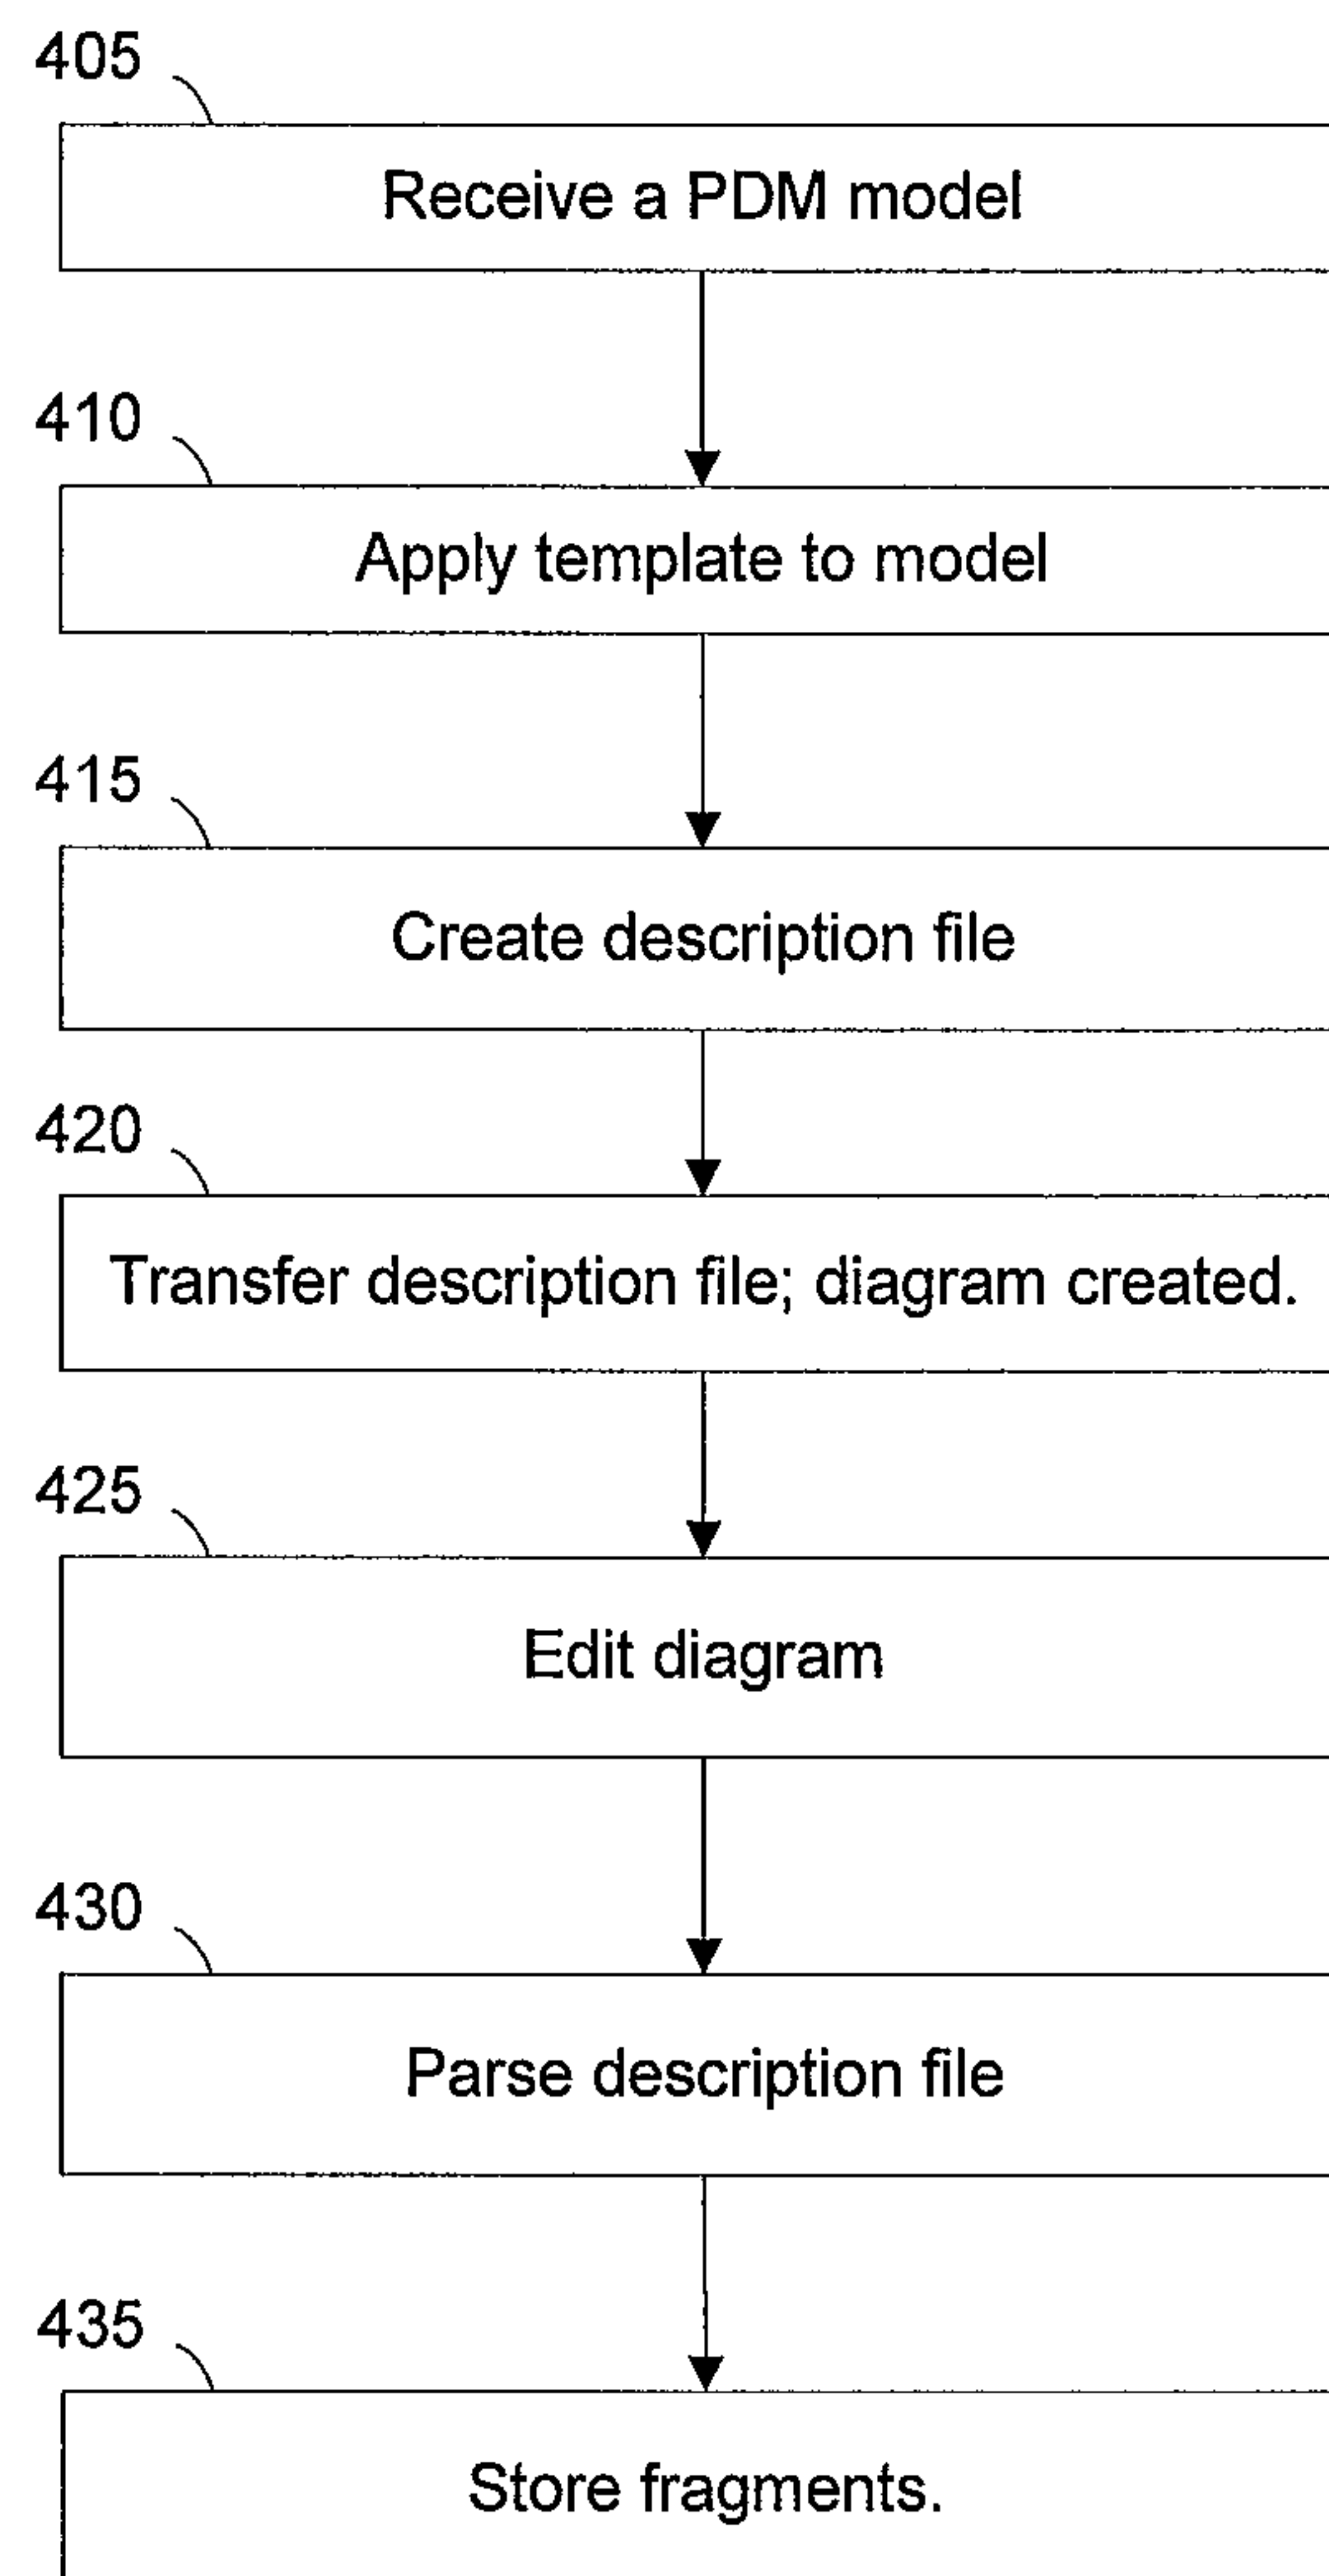 405
Receive a PDM model
410
Apply template to model
415
Create description file
420
Transfer description file; diagram created.
425
Edit diagram
430
Parse description file
435
Store fragments.